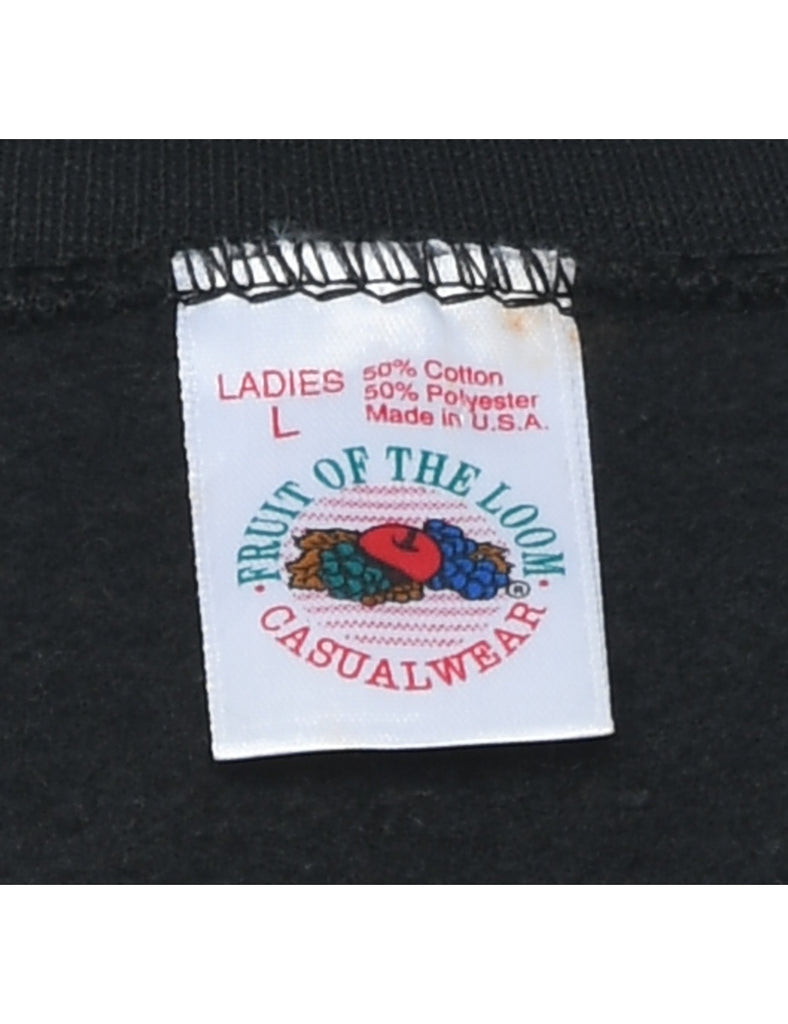 LADIES
L
50% Cotton
50% Polyester
Made in U.S.A.
FRUIT OF THE LOOM
®
CASUALWEAR